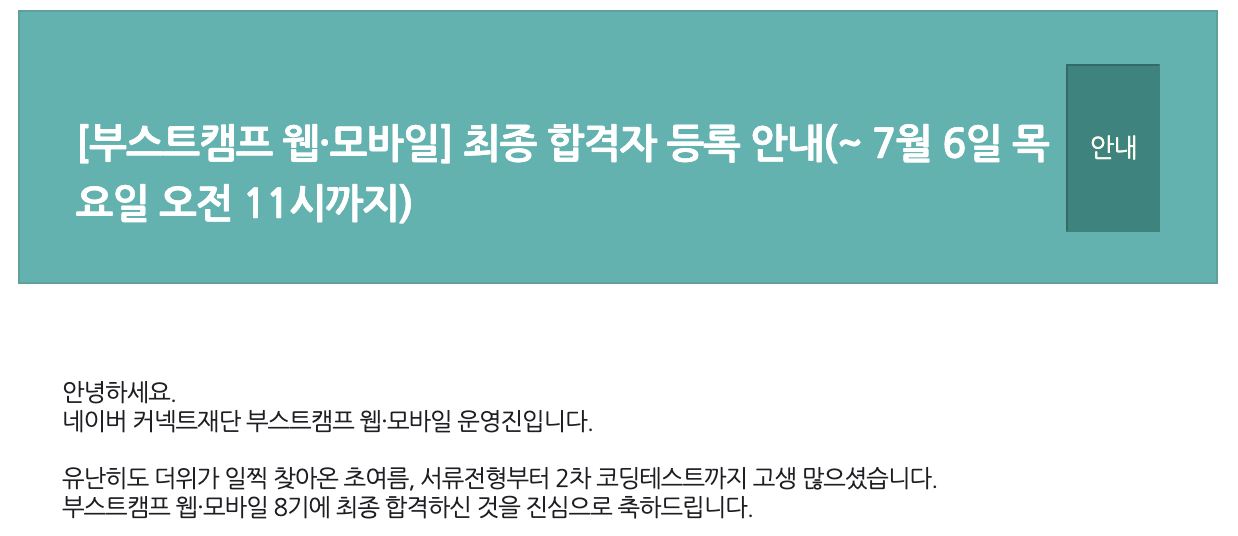 [부스트캠프 웹·모바일] 최종 합격자 등록 안내(~ 7월 6일 목
요일 오전 11시까지)
안내
안녕하세요.
네이버 커넥트재단 부스트캠프 웹·모바일 운영진입니다.
유난히도 더위가 일찍 찾아온 초여름, 서류전형부터 2차 코딩테스트까지 고생 많으셨습니다.
부스트캠프 웹·모바일 8기에 최종 합격하신 것을 진심으로 축하드립니다.